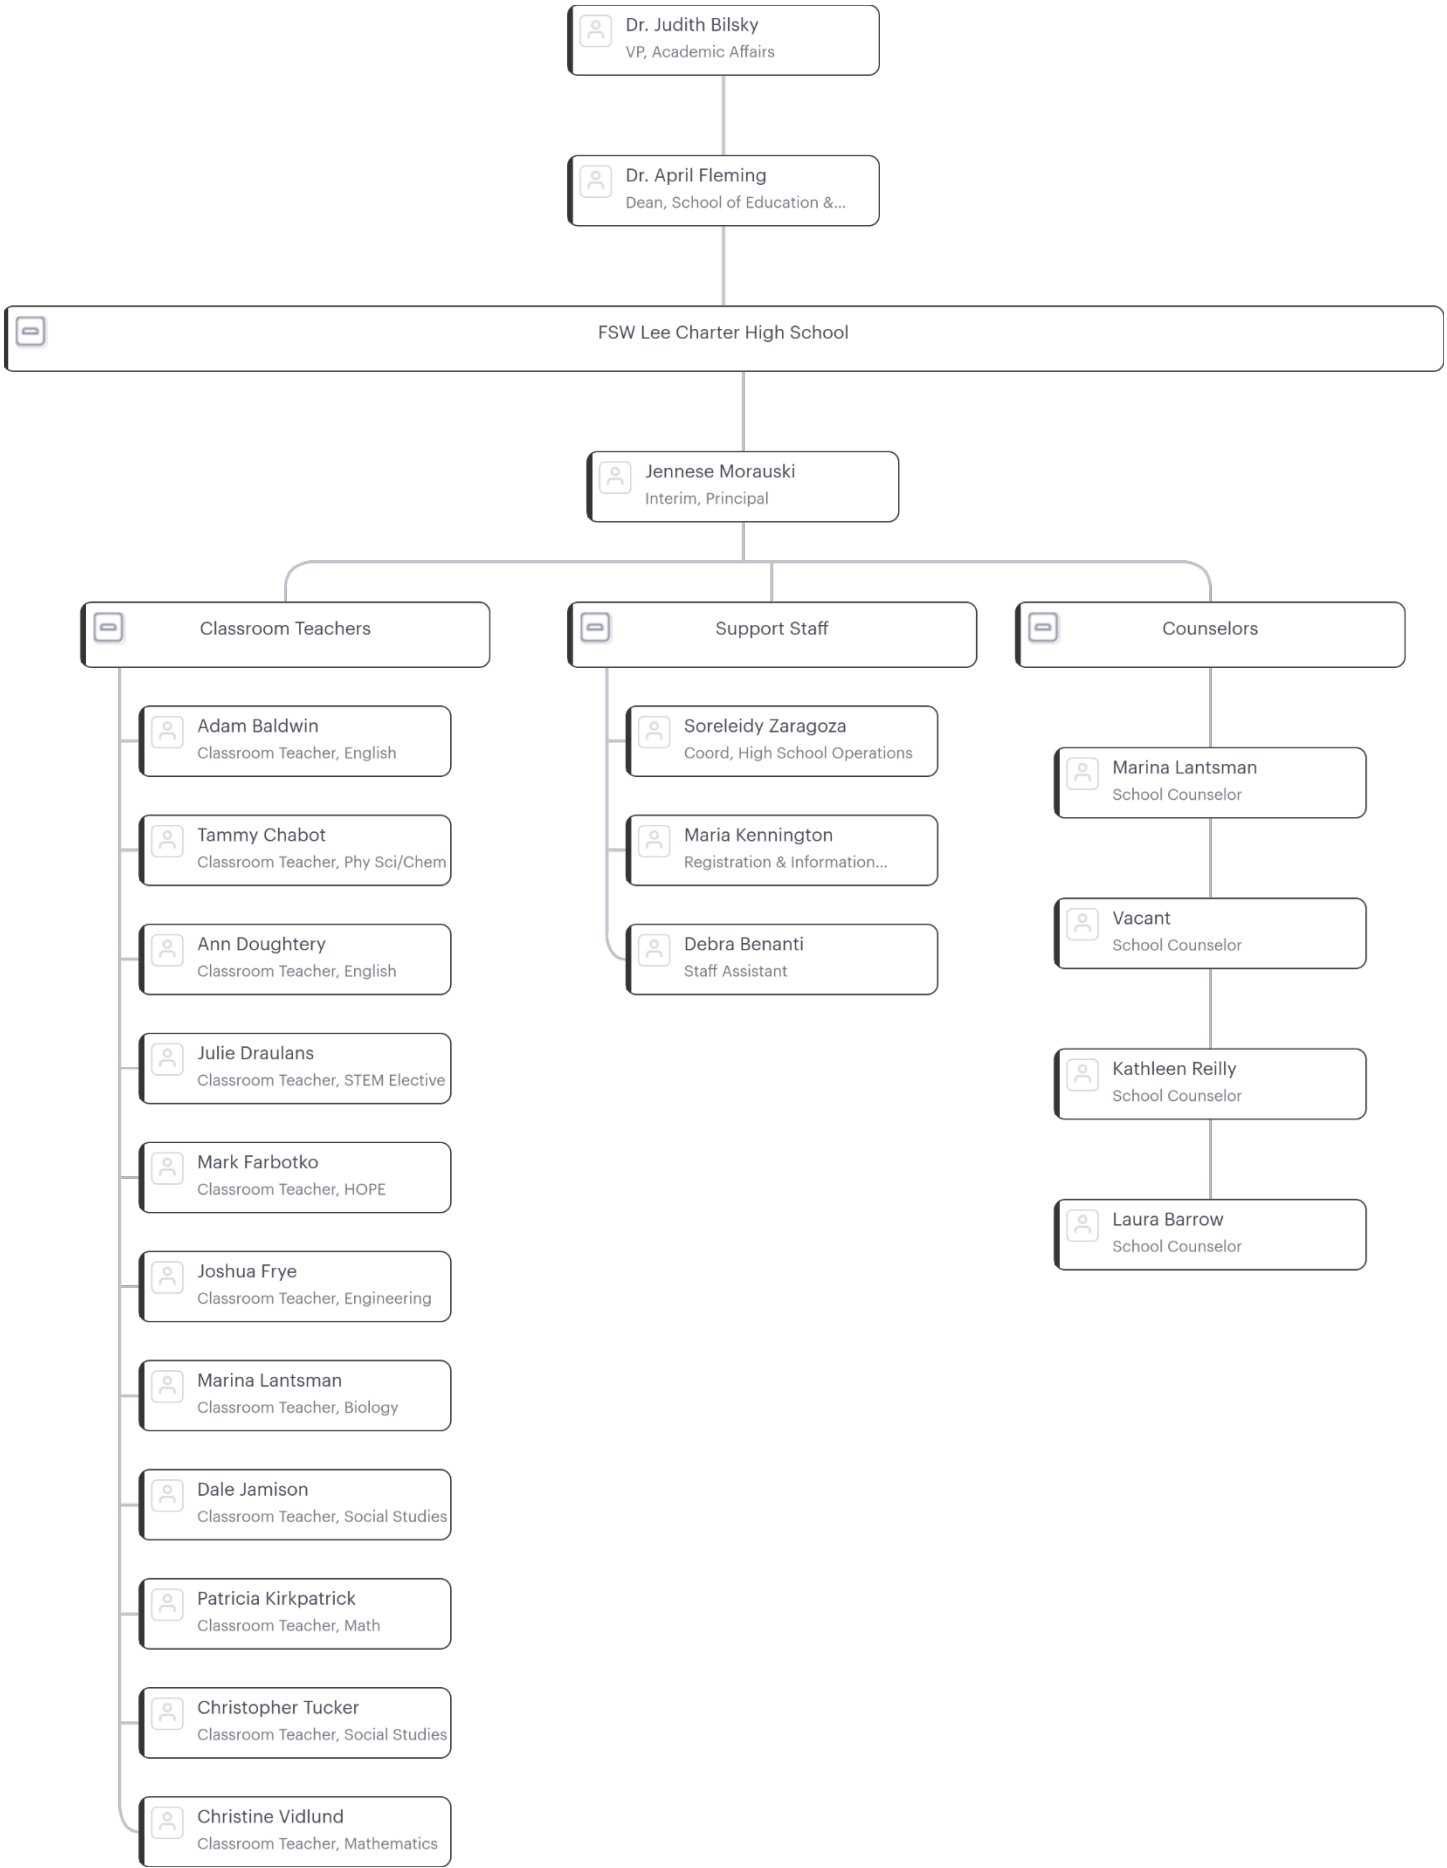 Dr. Judith Bilsky
VP, Academic Affairs
Dr. April Fleming
Dean, School of Education &...
FSW Lee Charter High School
Jennese Morauski
Interim, Principal
Classroom Teachers
Adam Baldwin
Classroom Teacher, English
Tammy Chabot
Classroom Teacher, Phy Sci/Chem
Ann Doughtery
Classroom Teacher, English
Julie Draulans
Classroom Teacher, STEM Elective
Mark Farbotko
Classroom Teacher, HOPE
Joshua Frye
Classroom Teacher, Engineering
Marina Lantsman
Classroom Teacher, Biology
Dale Jamison
Classroom Teacher, Social Studies
Patricia Kirkpatrick
Classroom Teacher, Math
Christopher Tucker
Classroom Teacher, Social Studies
Christine Vidlund
Classroom Teacher, Mathematics
Support Staff
Soreleidy Zaragoza
Coord, High School Operations
Maria Kennington
Registration & Information...
Debra Benanti
Staff Assistant
Counselors
Marina Lantsman
School Counselor
Vacant
School Counselor
Kathleen Reilly
School Counselor
Laura Barrow
School Counselor